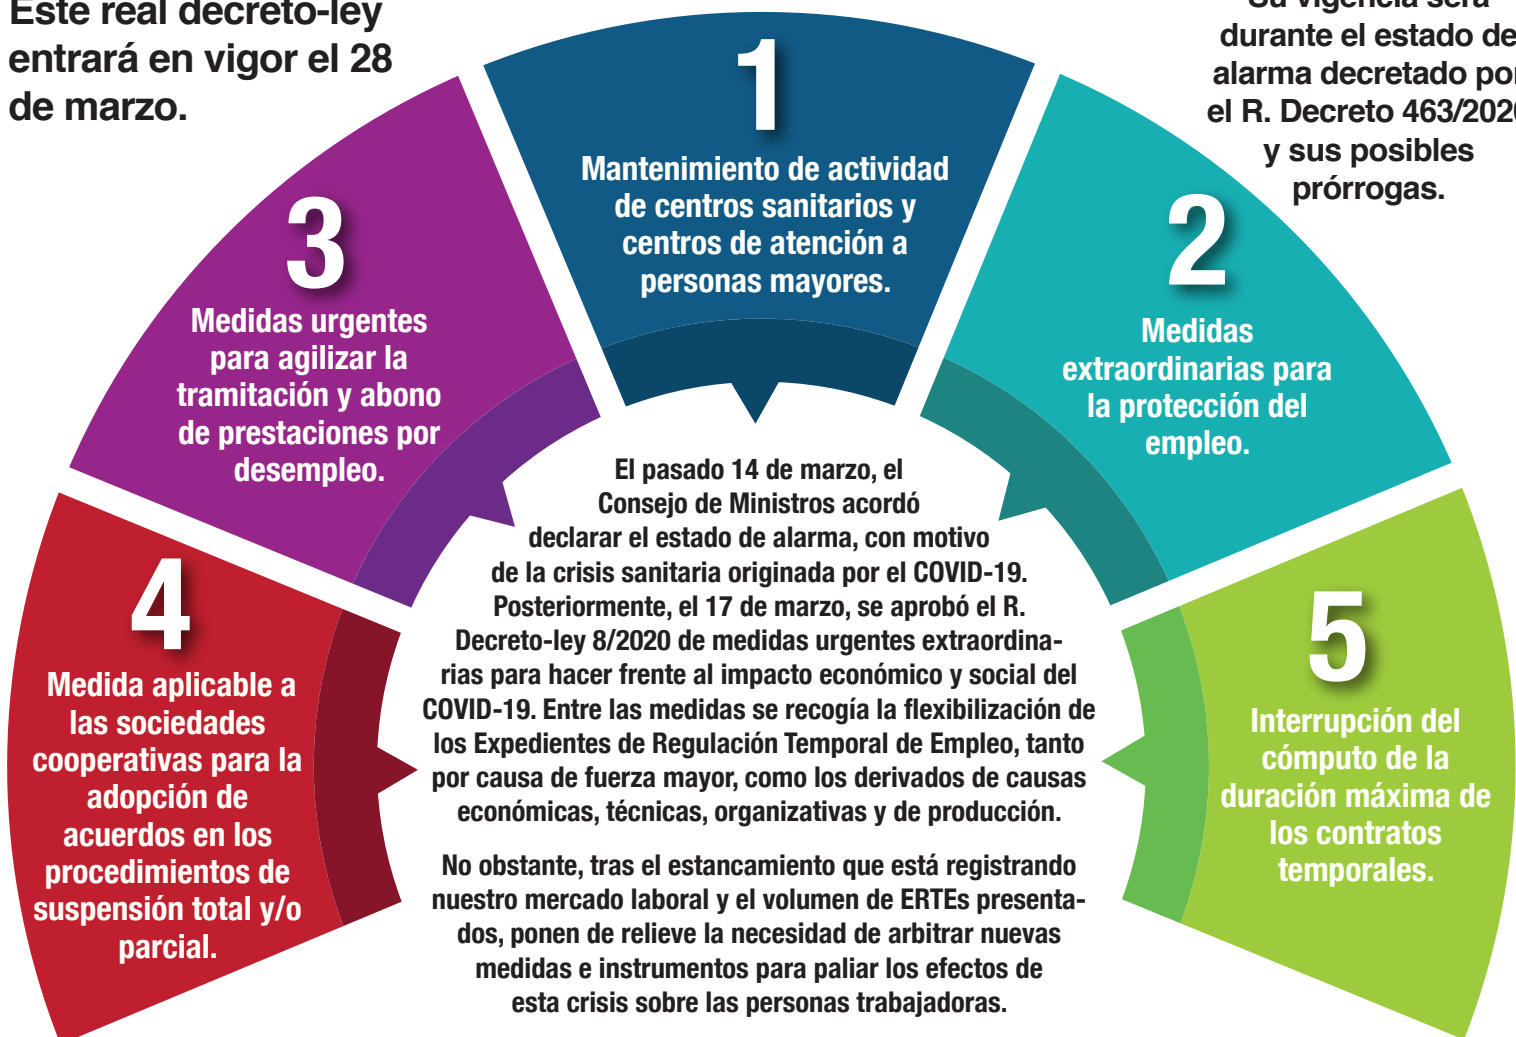 Este real decreto-ley
entrará en vigor el 28
de marzo.
Su vigencia será
durante el estado de
alarma decretado por
el R. Decreto 463/2020
y sus posibles
prórrogas.
1
Mantenimiento de actividad
de centros sanitarios y
centros de atención a
personas mayores.
2
Medidas
extraordinarias para
la protección del
empleo.
3
Medidas urgentes
para agilizar la
tramitación y abono
de prestaciones por
desempleo.
4
Medida aplicable a
las sociedades
cooperativas para la
adopción de
acuerdos en los
procedimientos de
suspensión total y/o
parcial.
5
Interrupción del
cómputo de la
duración máxima de
los contratos
temporales.
El pasado 14 de marzo, el
Consejo de Ministros acordó
declarar el estado de alarma, con motivo
de la crisis sanitaria originada por el COVID-19.
Posteriormente, el 17 de marzo, se aprobó el R.
Decreto-ley 8/2020 de medidas urgentes extraordina-
rias para hacer frente al impacto económico y social del
COVID-19. Entre las medidas se recogía la flexibilización de
los Expedientes de Regulación Temporal de Empleo, tanto
por causa de fuerza mayor, como los derivados de causas
económicas, técnicas, organizativas y de producción.
No obstante, tras el estancamiento que está registrando
nuestro mercado laboral y el volumen de ERTEs presenta-
dos, ponen de relieve la necesidad de arbitrar nuevas
medidas e instrumentos para paliar los efectos de
esta crisis sobre las personas trabajadoras.